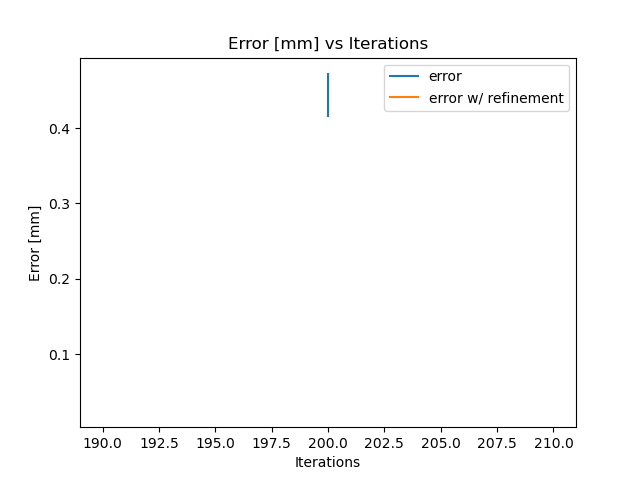 Error [mm] vs Iterations
error
error w/ refinement
Error [mm]
0.4
0.3
0.2
0.1
190.0 192.5 195.0 197.5 200.0 202.5 205.0 207.5 210.0
Iterations